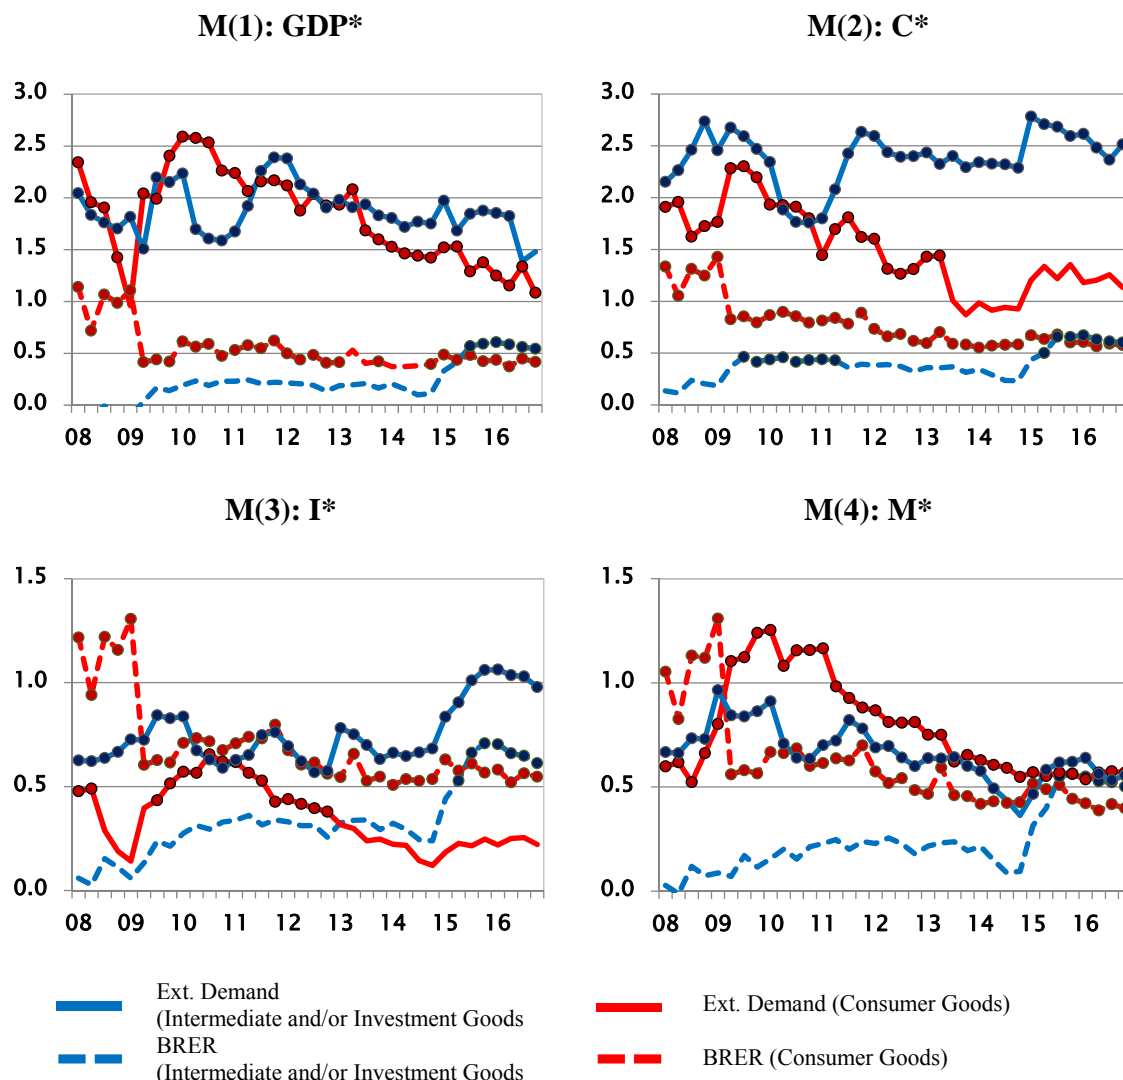 M(1): GDP*
3.0
2.5
2.0
1.5
1.0
0.5
0.0
08 09 10 11 12 13 14 15 16
M(2): C*
3.0
2.5
2.0
1.5
1.0
0.5
0.0
08 09 10 11 12 13 14 15 16
M(3): I*
1.5
1.0
0.5
0.0
08 09 10 11 12 13 14 15 16
M(4): M*
1.5
1.0
0.5
0.0
08 09 10 11 12 13 14 15 16
Ext. Demand
(Intermediate and/or Investment Goods
BRER
(Intermediate and/or Investment Goods
Ext. Demand (Consumer Goods)
BRER (Consumer Goods)